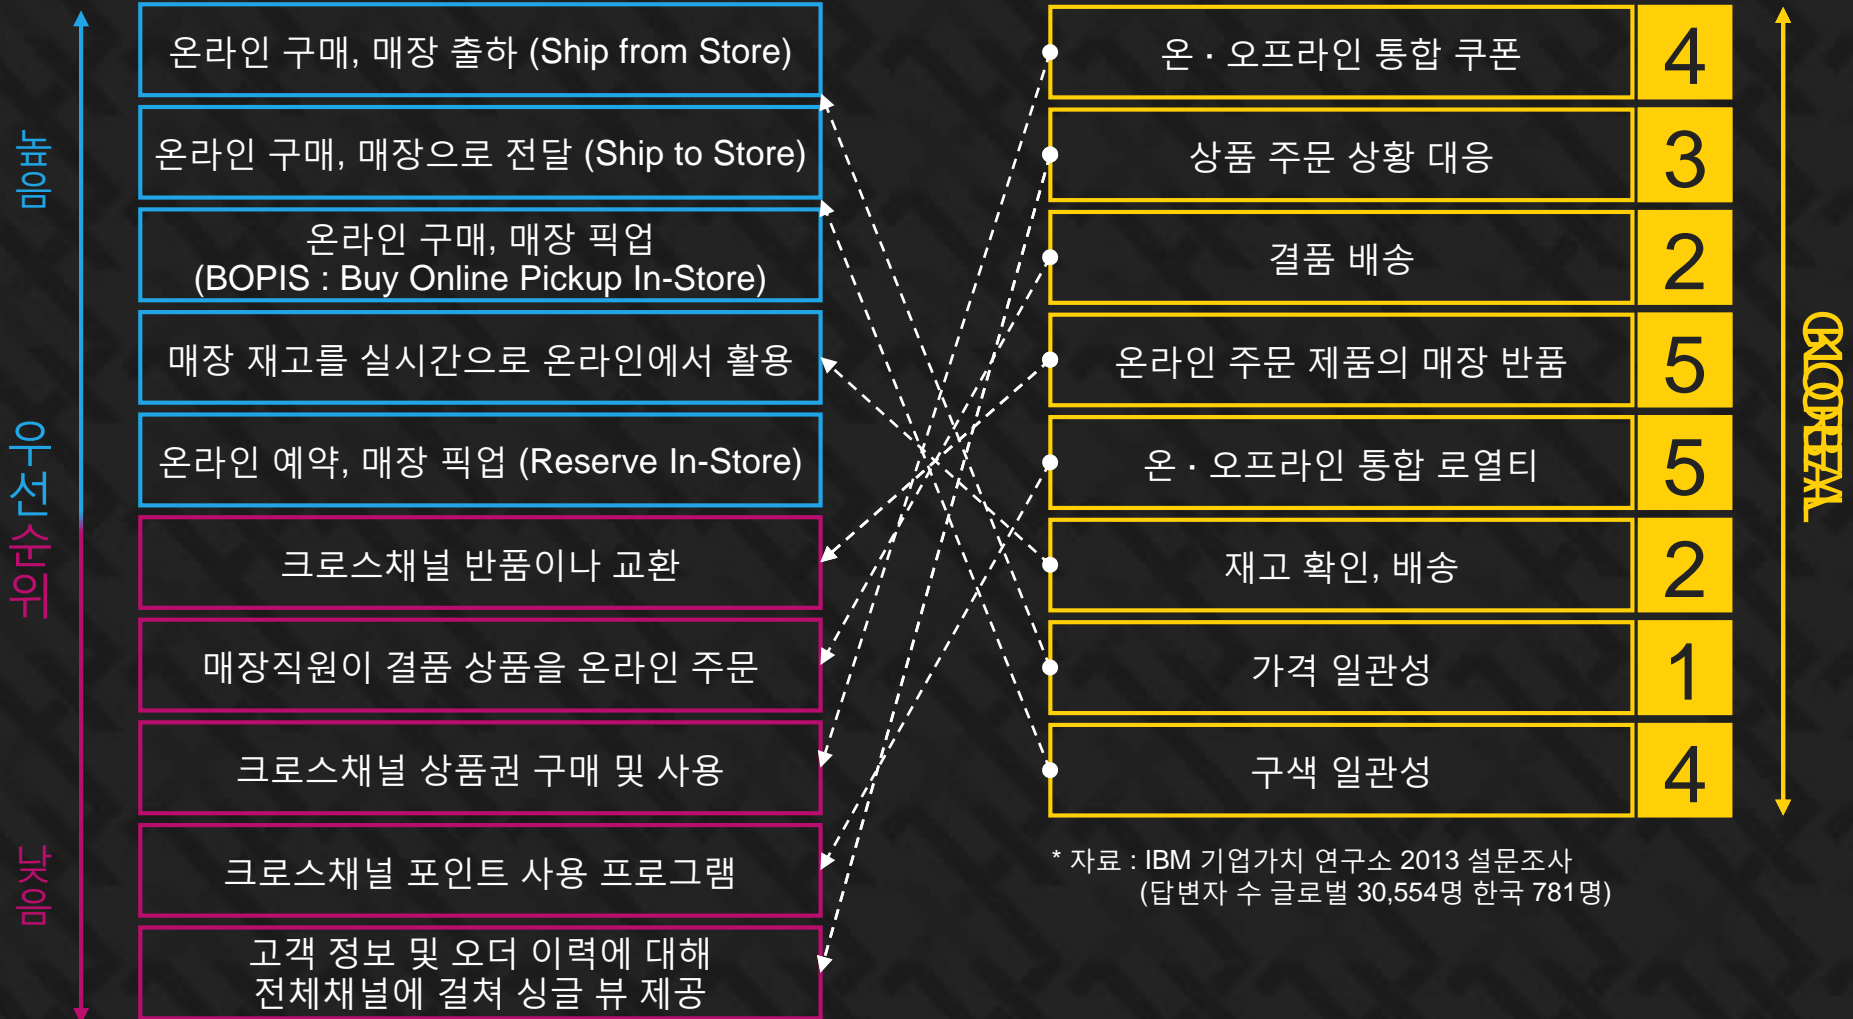 높음
우선순위
낮음
온라인 구매, 매장 출하 (Ship from Store)
온라인 구매, 매장으로 전달 (Ship to Store)
온라인 구매, 매장 픽업
(BOPIS : Buy Online Pickup In-Store)
매장 재고를 실시간으로 온라인에서 활용
온라인 예약, 매장 픽업 (Reserve In-Store)
크로스채널 반품이나 교환
매장직원이 결품 상품을 온라인 주문
크로스채널 상품권 구매 및 사용
크로스채널 포인트 사용 프로그램
고객 정보 및 오더 이력에 대해
전체채널에 걸쳐 싱글 뷰 제공
온 · 오프라인 통합 쿠폰 4
상품 주문 상황 대응 3
결품 배송 2
온라인 주문 제품의 매장 반품 5
온 · 오프라인 통합 로열티 5
재고 확인, 배송 2
가격 일관성 1
구색 일관성 4
* 자료 : IBM 기업가치 연구소 2013 설문조사
(답변자 수 글로벌 30,554명 한국 781명)